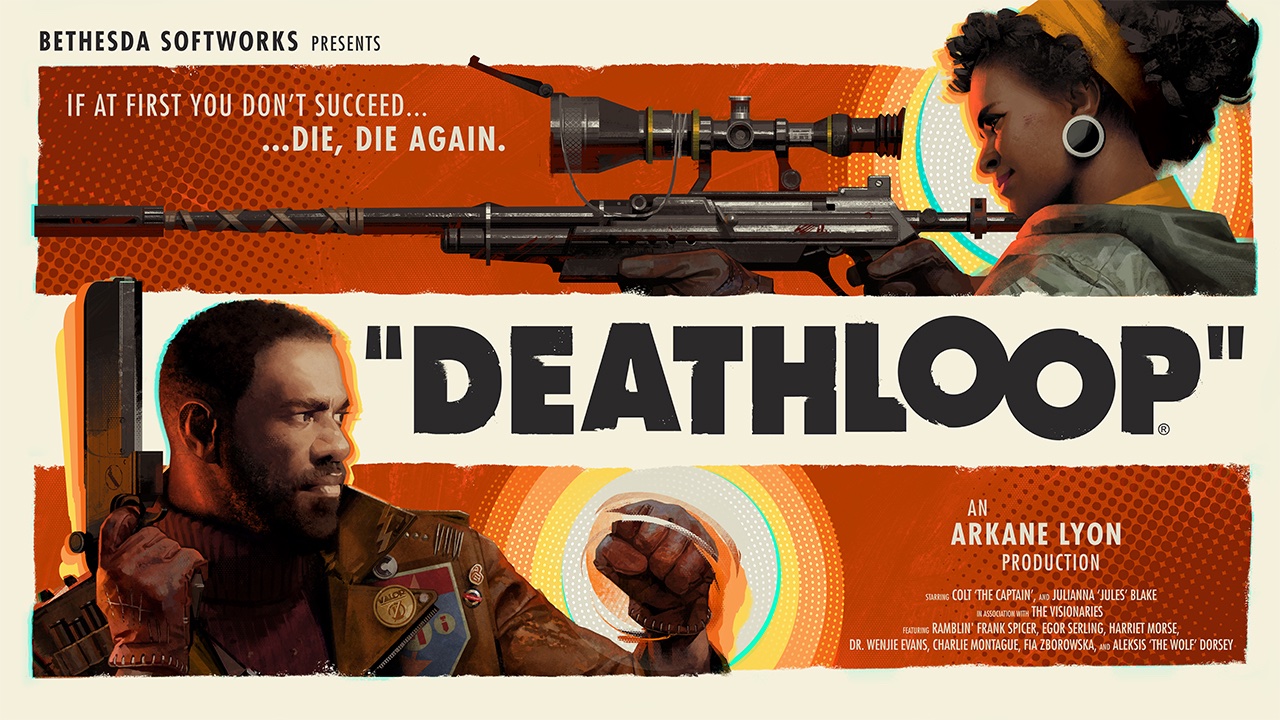 BETHESDA SOFTWORKS PRESENTS
IF AT FIRST YOU DON'T SUCCEED...
...DIE, DIE AGAIN.
"DEATHLOOP"®
AN
ARKANE LYON
PRODUCTION
STARRING COLT 'THE CAPTAIN', AND JULIANNA 'JULES' BLAKE
IN ASSOCIATION WITH THE VISIONARIES
FEATURING RAMBLIN' FRANK SPICER, EGOR SERLING, HARRIET MORSE,
DR. WENJIE EVANS, CHARLIE MONTAGUE, FIA ZBOROWSKA, AND ALEKSIS 'THE WOLF' DORSEY